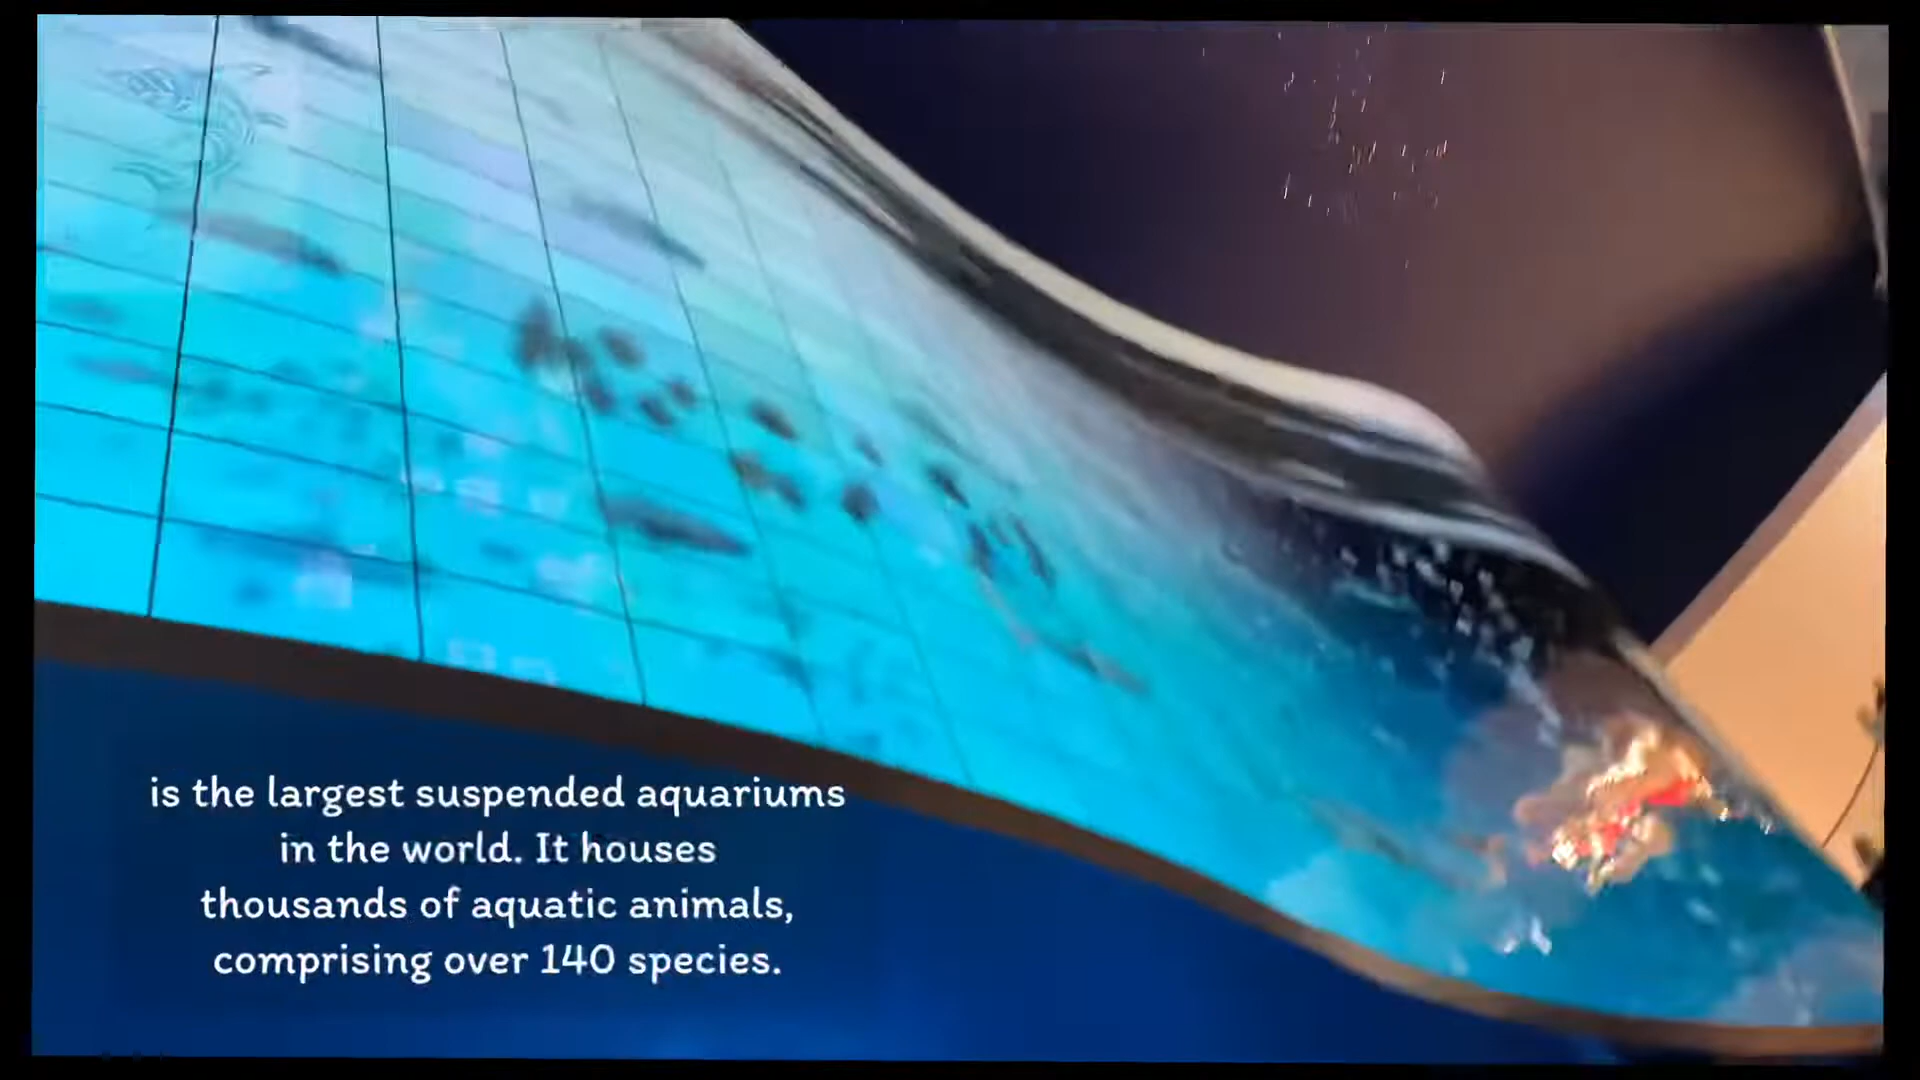 is the largest suspended aquariums
in the world. It houses
thousands of aquatic animals,
comprising over 140 species.